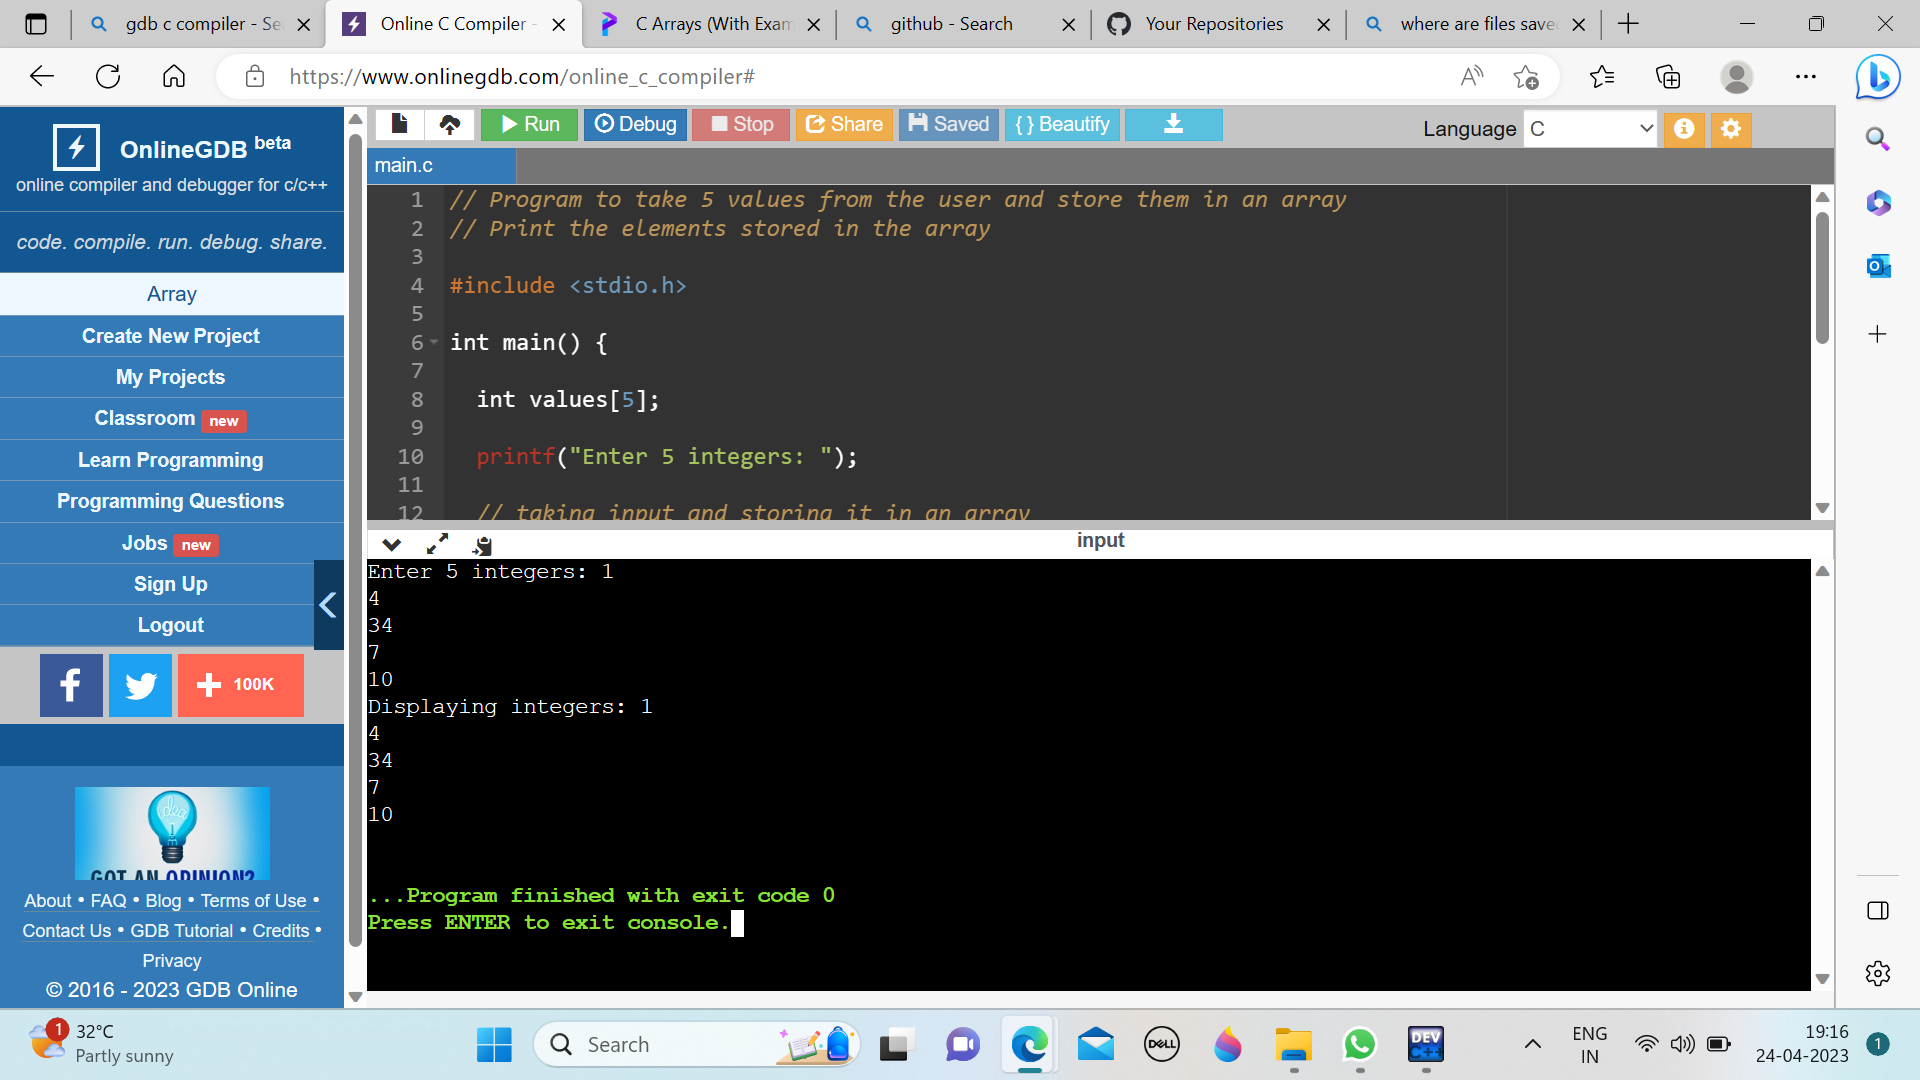 gdb c compiler - Se
Online C Compiler -
C Arrays (With Exam
github - Search
Your Repositories
where are files save
https://www.onlinegdb.com/online_c_compiler#
OnlineGDB beta
online compiler and debugger for c/c++
code. compile. run. debug. share.
Array
Create New Project
My Projects
Classroom new
Learn Programming
Programming Questions
Jobs new
Sign Up
Logout
f
100K
idea
GOT AN OPINION?
About • FAQ • Blog • Terms of Use •
Contact Us • GDB Tutorial • Credits •
Privacy
© 2016 - 2023 GDB Online
Run
Debug
Stop
Share
Saved
{ } Beautify
Language C
main.c
1 // Program to take 5 values from the user and store them in an array
2 // Print the elements stored in the array
3
4 #include <stdio.h>
5
6 int main() {
7
8 int values[5];
9
10 printf("Enter 5 integers: ");
11
12 // taking input and storing it in an array
input
Enter 5 integers: 1
4
34
7
10
Displaying integers: 1
4
34
7
10
...Program finished with exit code 0
Press ENTER to exit console.
1
32°C
Partly sunny
Search
DELL
DEV
C++
ENG
IN
19:16
24-04-2023
1